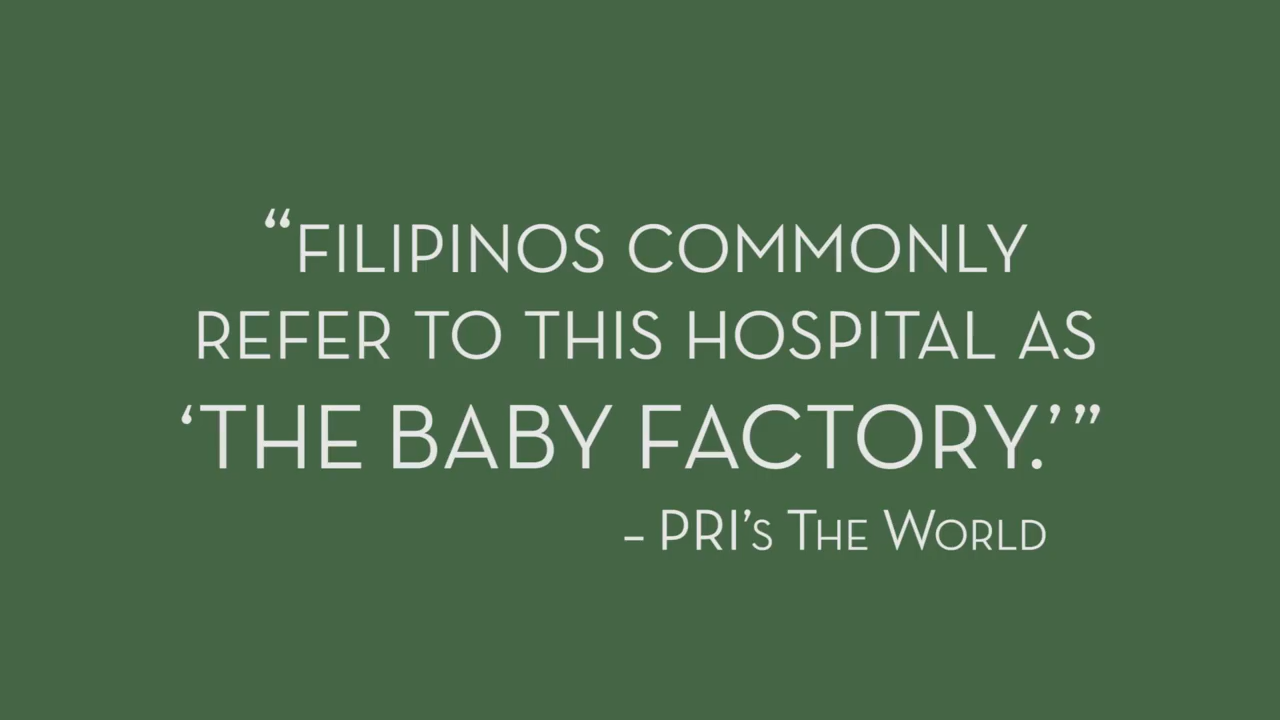 “FILIPINOS COMMONLY
REFER TO THIS HOSPITAL AS
‘THE BABY FACTORY.’”
– PRI’S THE WORLD